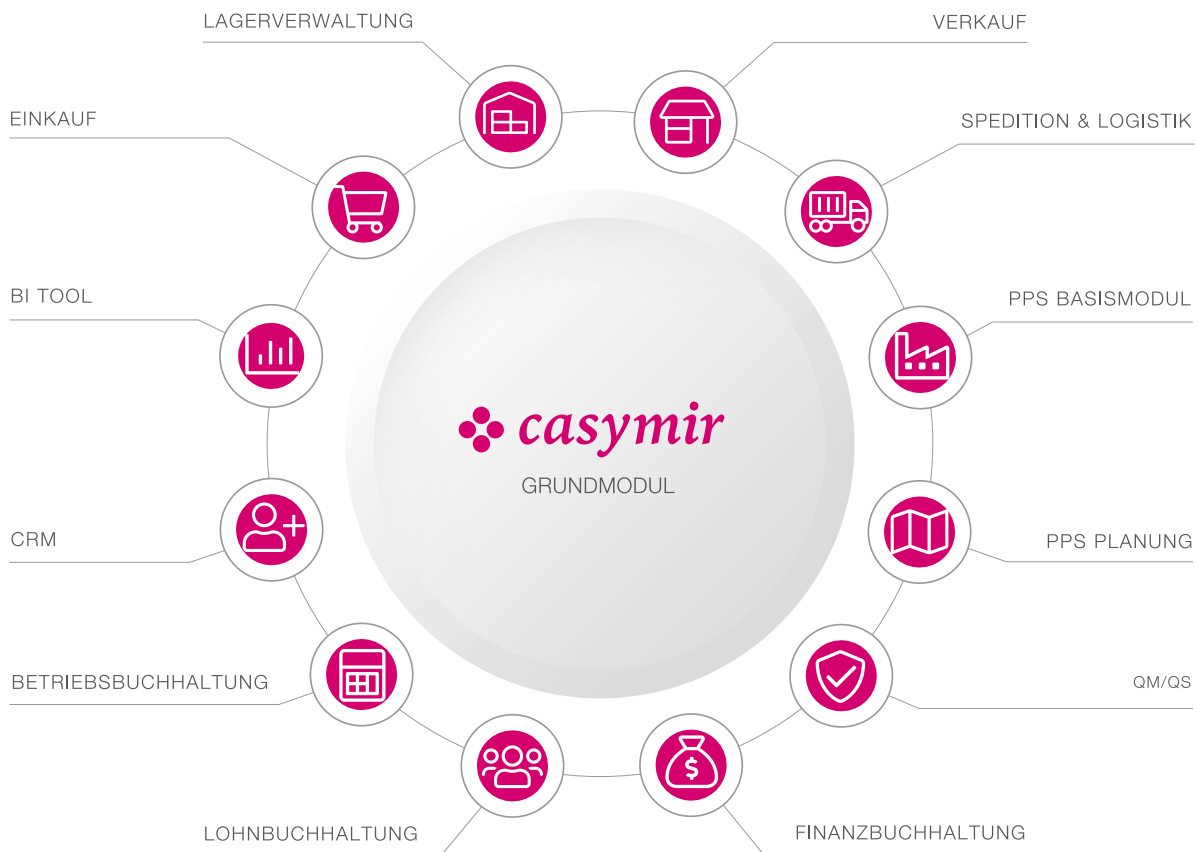 LAGERVERWALTUNG
VERKAUF
EINKAUF
SPEDITION & LOGISTIK
BI TOOL
PPS BASISMODUL
casymir
GRUNDMODUL
CRM
PPS PLANUNG
BETRIEBSBUCHHALTUNG
QM/QS
LOHNBUCHHALTUNG
FINANZBUCHHALTUNG
$